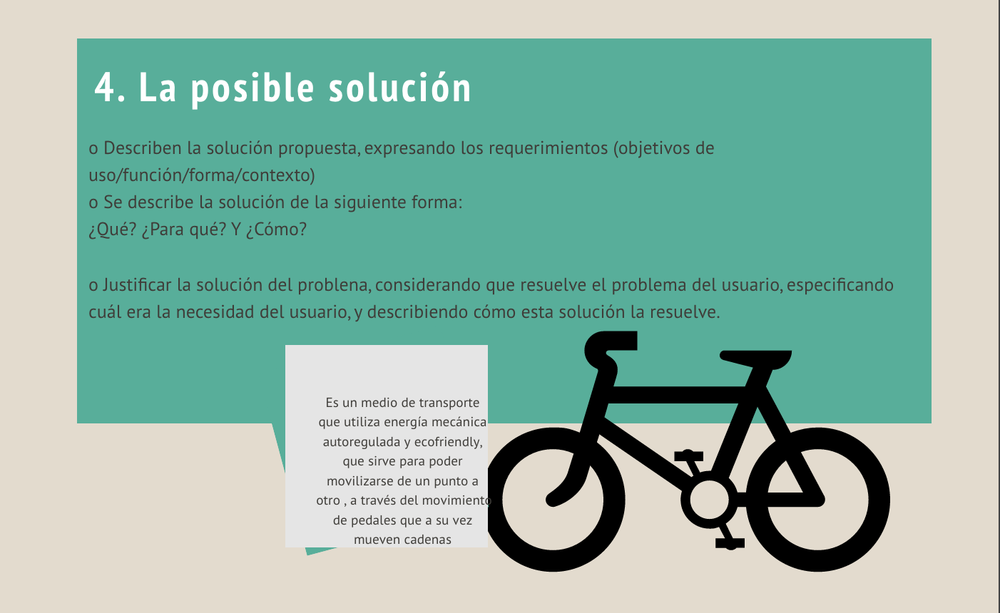 4. La posible solución
o Describen la solución propuesta, expresando los requerimientos (objetivos de
uso/función/forma/contexto)
o Se describe la solución de la siguiente forma:
¿Qué? ¿Para qué? Y ¿Cómo?
o Justificar la solución del problena, considerando que resuelve el problema del usuario, especificando
cuál era la necesidad del usuario, y describiendo cómo esta solución la resuelve.
Es un medio de transporte
que utiliza energía mecánica
autoregulada y ecofriendly,
que sirve para poder
movilizarse de un punto a
otro , a través del movimiento
de pedales que a su vez
mueven cadenas